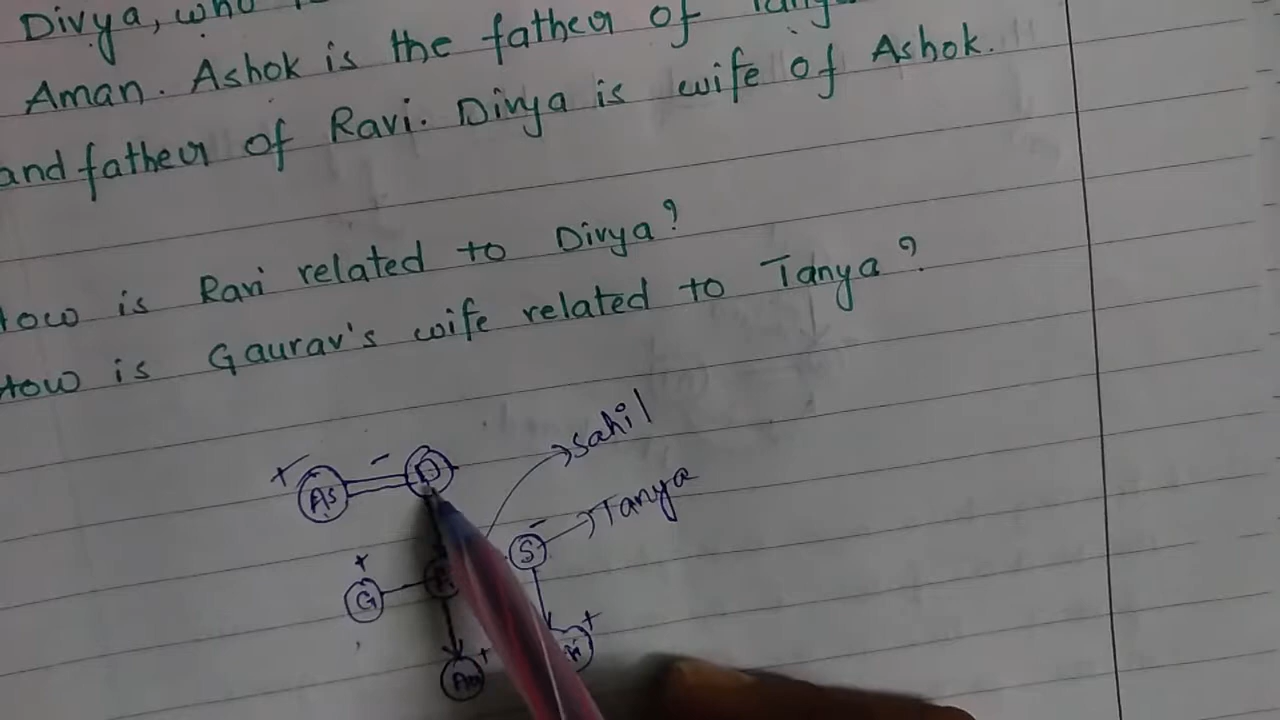 Divya, who
Aman. Ashok is the father of
and father of Ravi. Divya is wife of Ashok.
How is Ravi related to Divya?
How is Gaurav's wife related to Tanya?
sahil
+ - D
As
Tanya
+ - S
G
+
+
Am